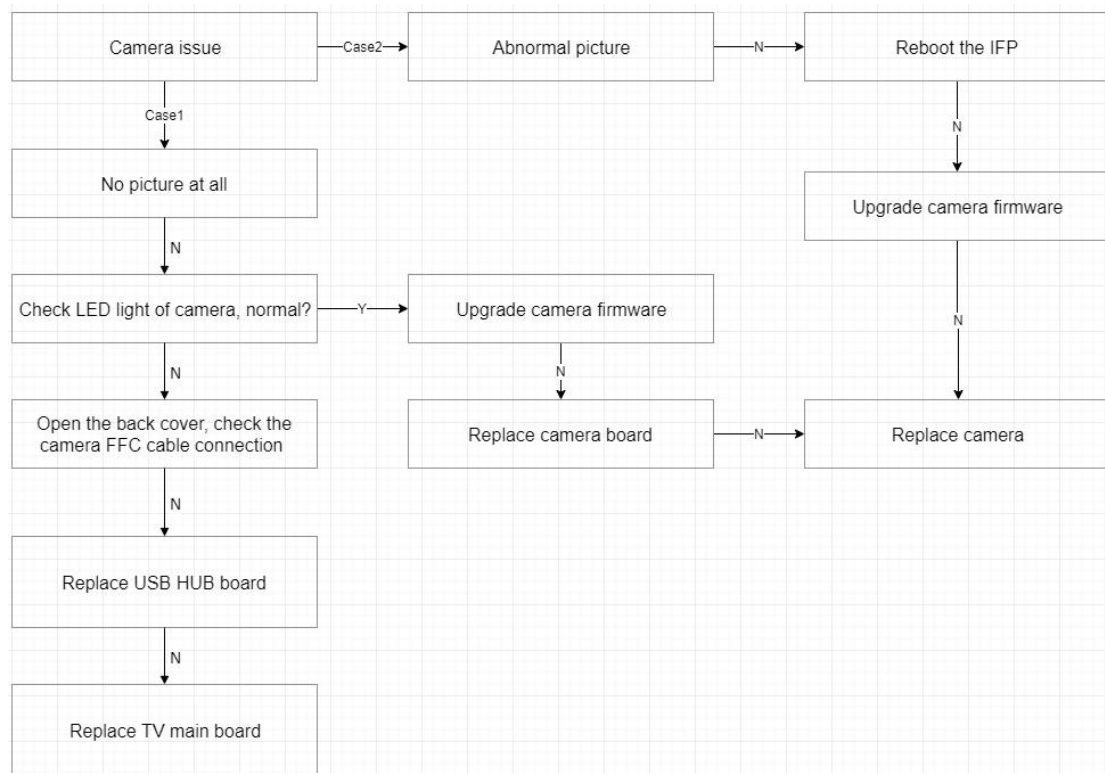 Camera issue
Case2
Abnormal picture
N
Reboot the IFP
Case1
N
No picture at all
Upgrade camera firmware
N
Check LED light of camera, normal?
Y
Upgrade camera firmware
N
N
N
Open the back cover, check the
camera FFC cable connection
Replace camera board
N
Replace camera
N
Replace USB HUB board
N
Replace TV main board